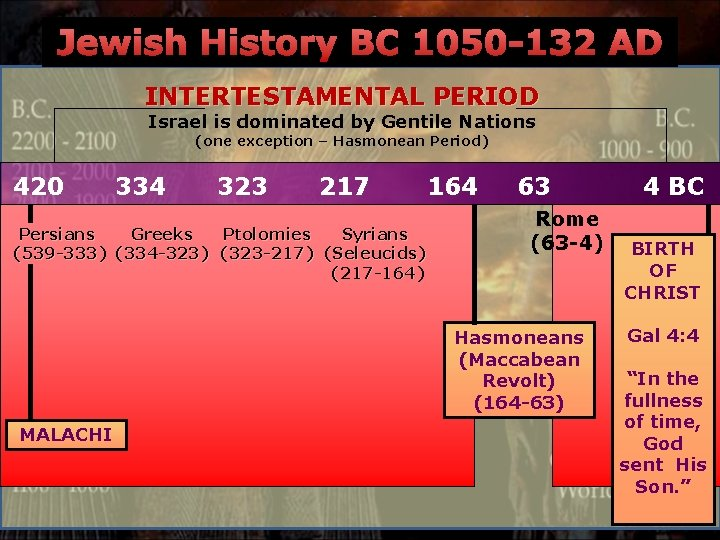 Jewish History BC 1050-132 AD
INTERTESTAMENTAL PERIOD
Israel is dominated by Gentile Nations
(one exception – Hasmonean Period)
B.C.
2200 - 2100
B.C.
1000 - 900
420 334 323 217 164 63 4 BC
Persians Greeks Ptolomies Syrians
(539-333) (334-323) (323-217) (Seleucids)
(217-164)
Rome
(63-4)
BIRTH
OF
CHRIST
Gal 4:4
“In the
fullness
of time,
God
sent His
Son.”
Hasmoneans
(Maccabean
Revolt)
(164-63)
MALACHI